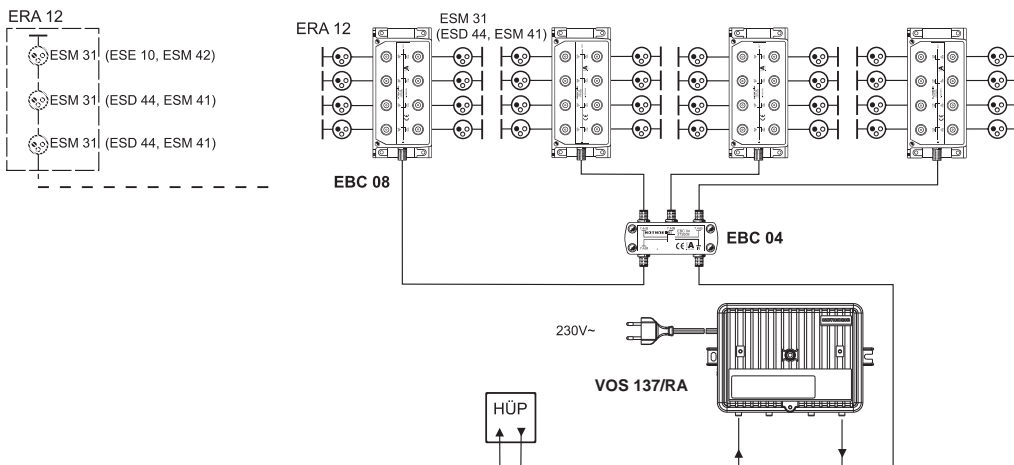 ERA 12
ESM 31 (ESE 10, ESM 42)
ESM 31 (ESD 44, ESM 41)
ESM 31 (ESD 44, ESM 41)
ERA 12
ESM 31
(ESD 44, ESM 41)
EBC 08
EBC 04
230V~
VOS 137/RA
HÜP